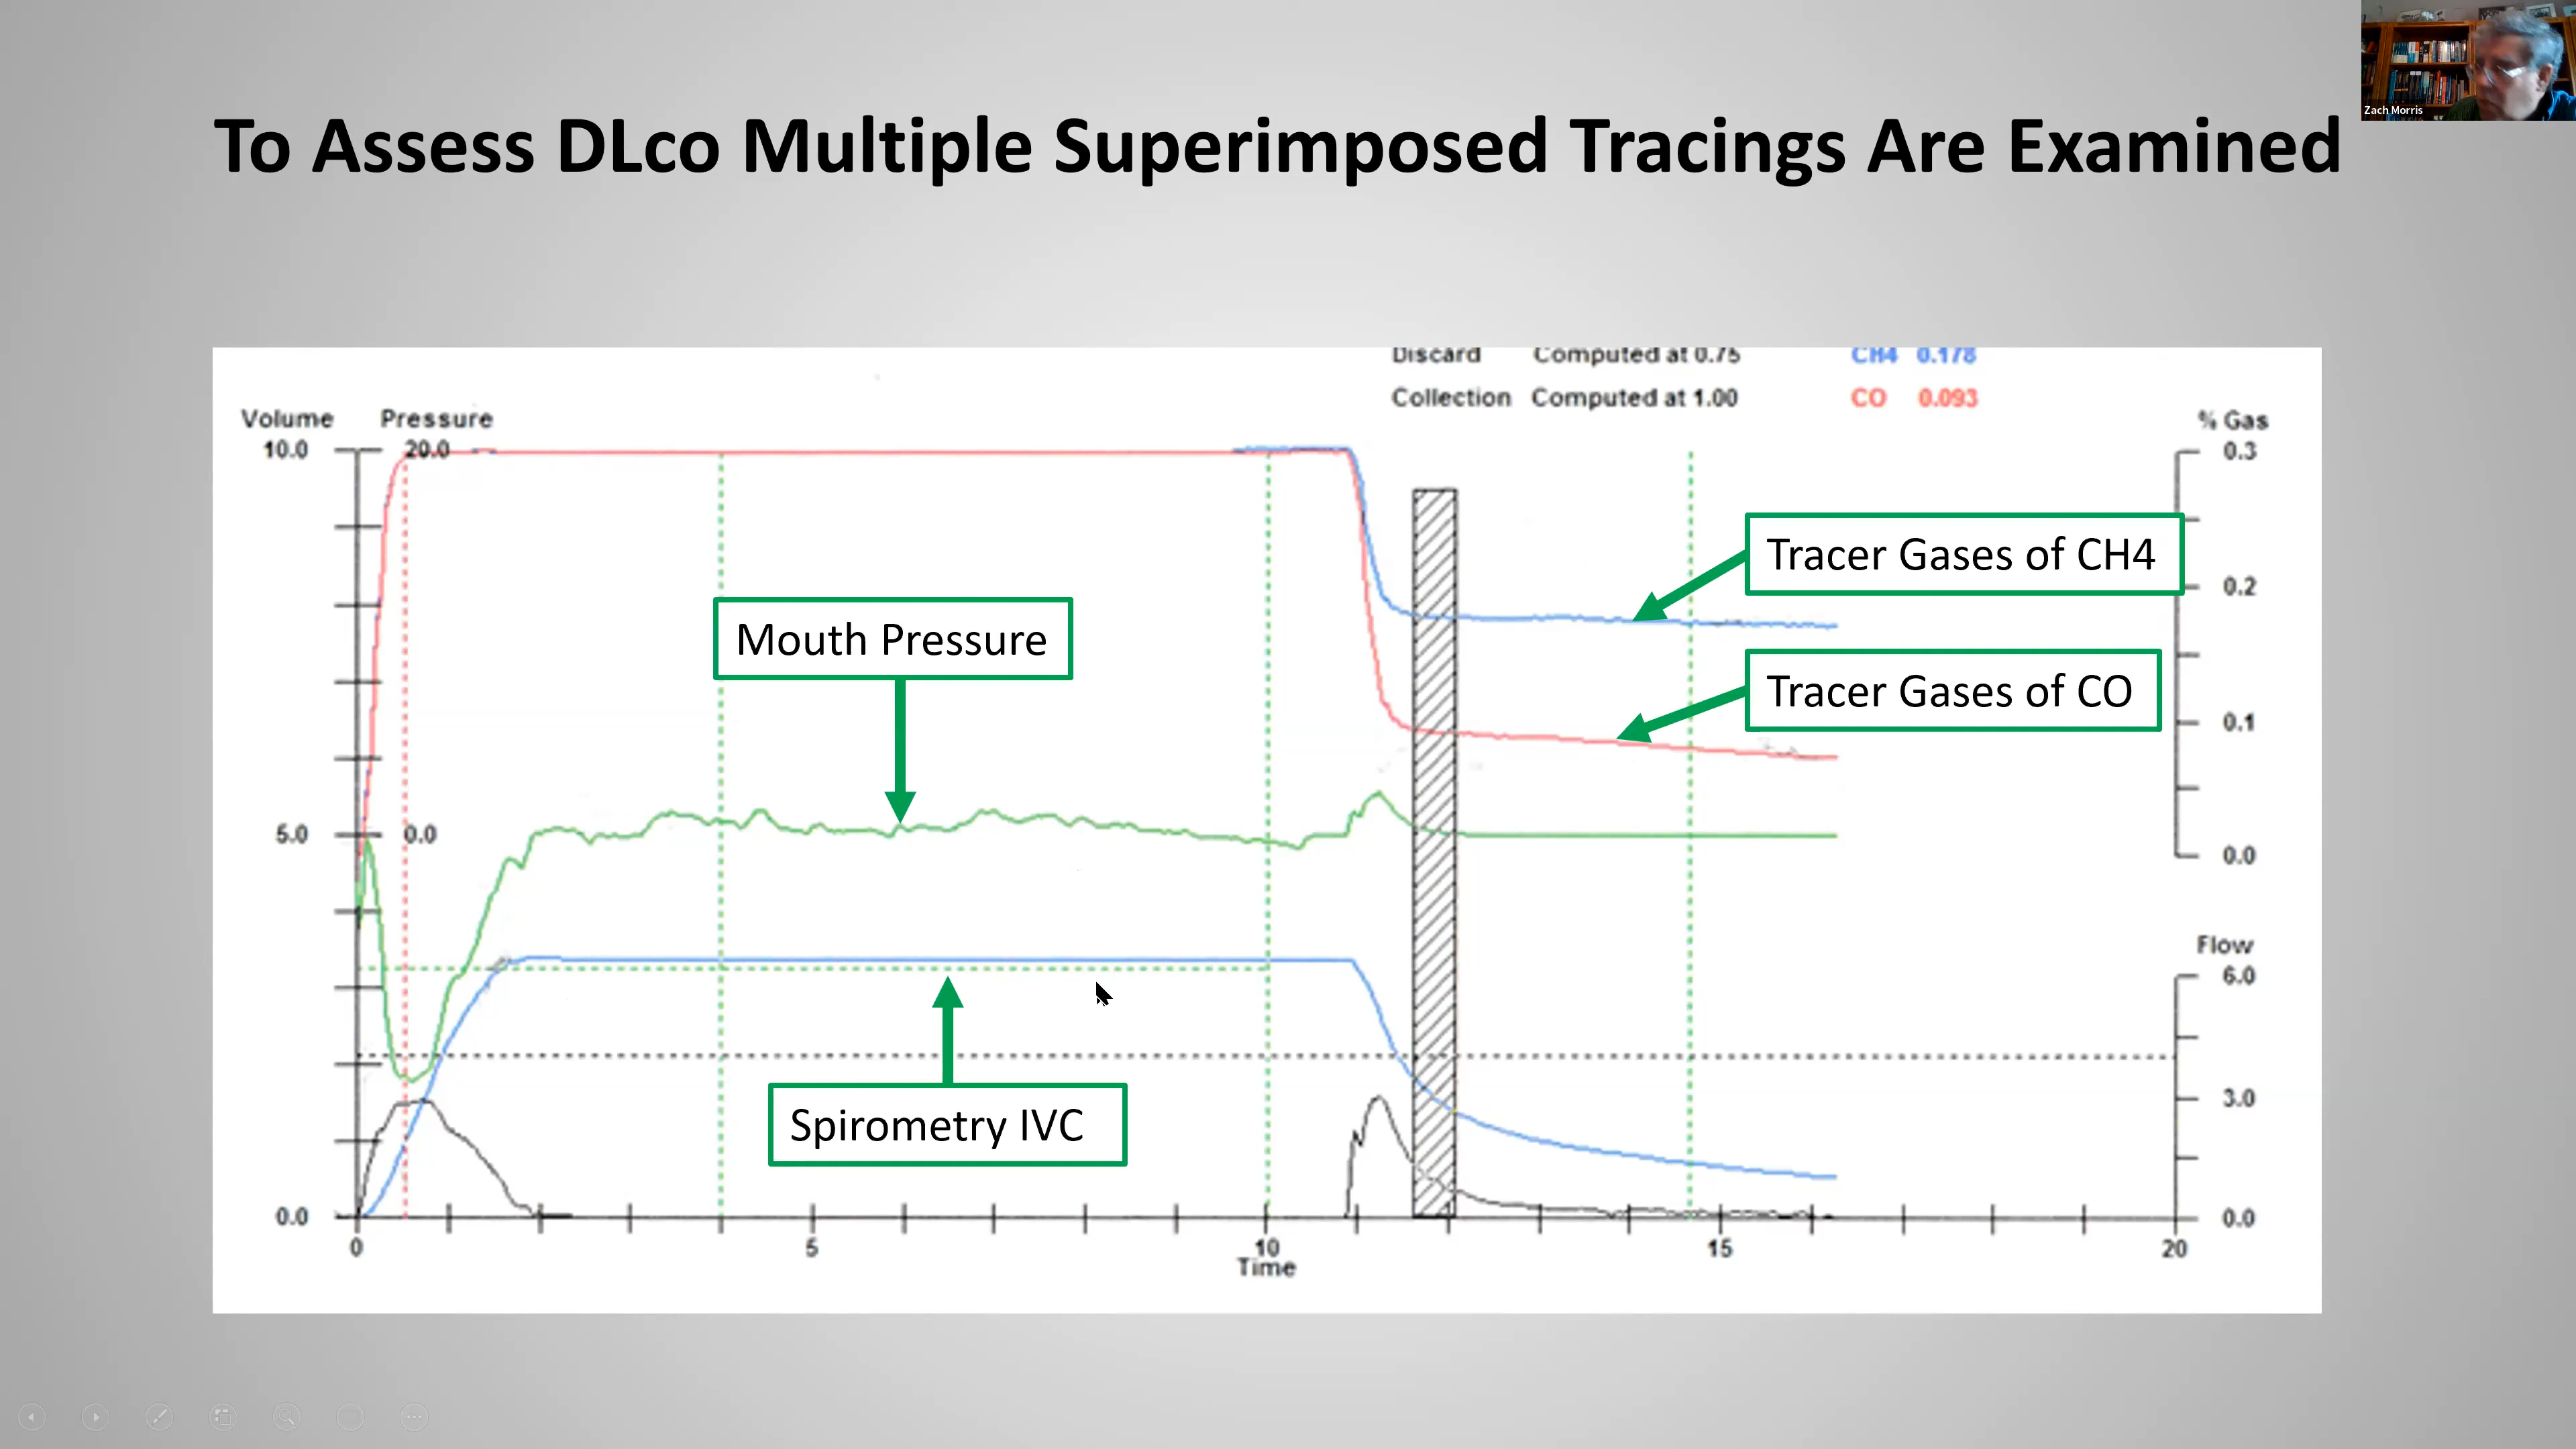 Zach Morris
To Assess DLco Multiple Superimposed Tracings Are Examined
Discard Computed at 0.75 CH4 0.178
Collection Computed at 1.00 CO 0.093
Volume Pressure % Gas
10.0 20.0 0.3
Tracer Gases of CH4
0.2
Mouth Pressure
Tracer Gases of CO
0.1
5.0 0.0
0.0
Flow
6.0
Spirometry IVC
3.0
0.0 0.0
0 5 10 15 20
Time